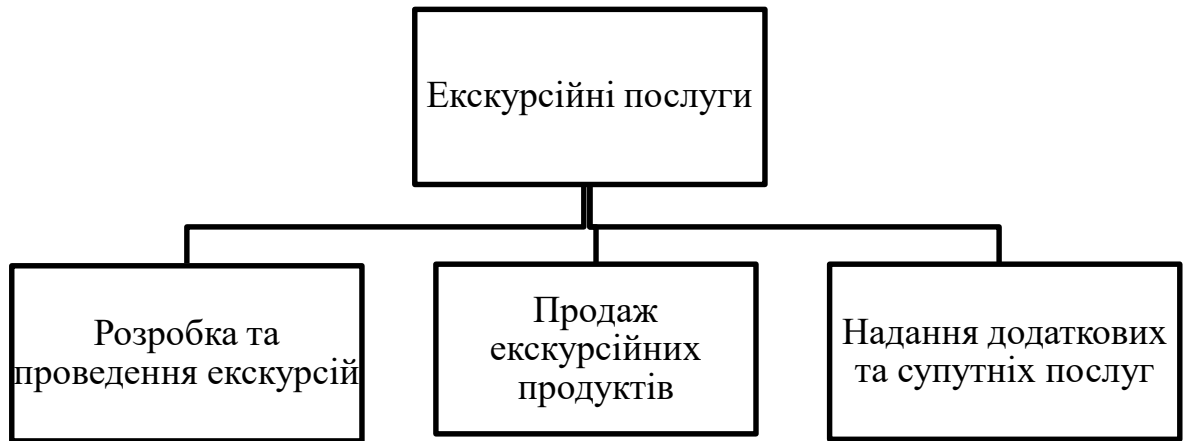 Екскурсійні послуги
Розробка та
проведення екскурсій
Продаж
екскурсійних
продуктів
Надання додаткових
та супутніх послуг